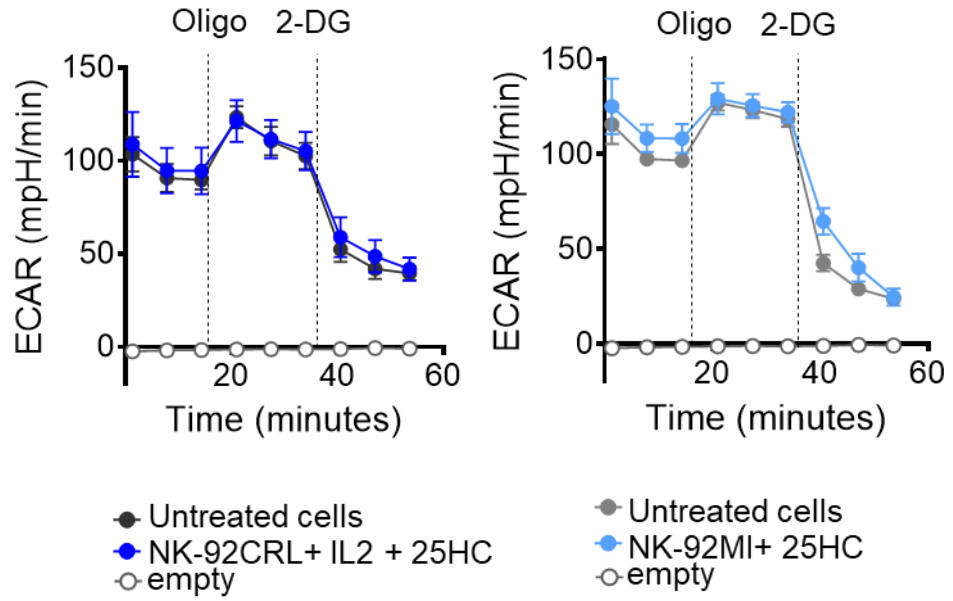 Oligo 2-DG
150
100
50
0
20 40 60
ECAR (mpH/min)
Time (minutes)
Untreated cells
NK-92CRL+ IL2 + 25HC
empty
Oligo 2-DG
150
100
50
0
20 40 60
ECAR (mpH/min)
Time (minutes)
Untreated cells
NK-92MI+ 25HC
empty